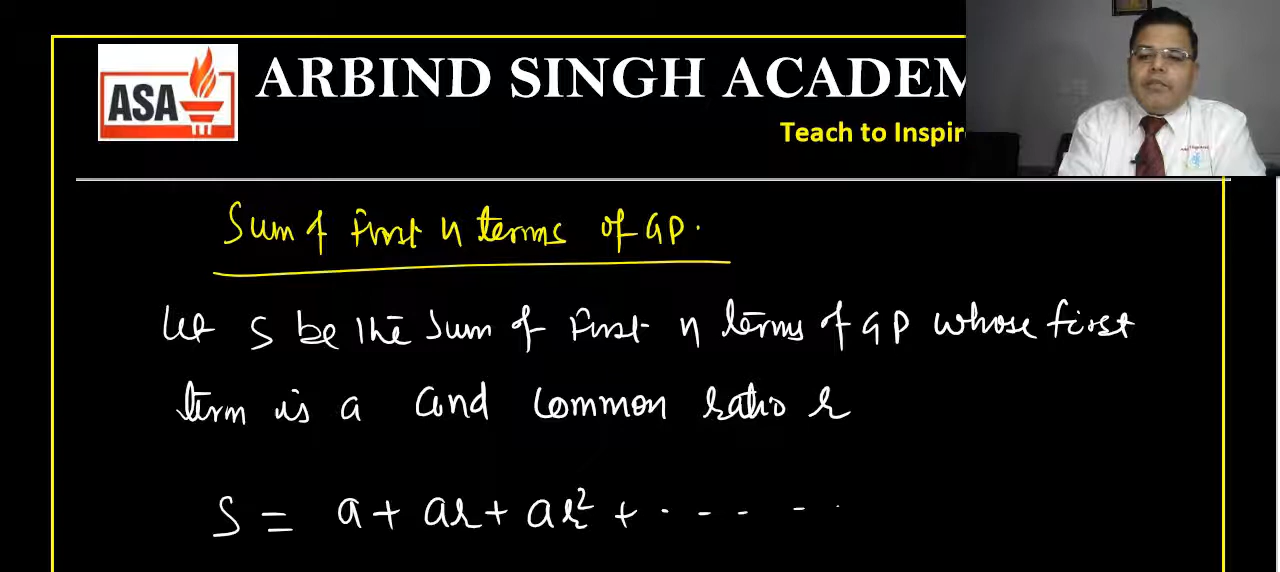 ASA
ARBIND SINGH ACADEM
Teach to Inspir
Sum of first n terms of GP.
Let S be the sum of first n terms of GP whose first
term is a and common ratio r
S = a + ar + ar² + . - - - - .